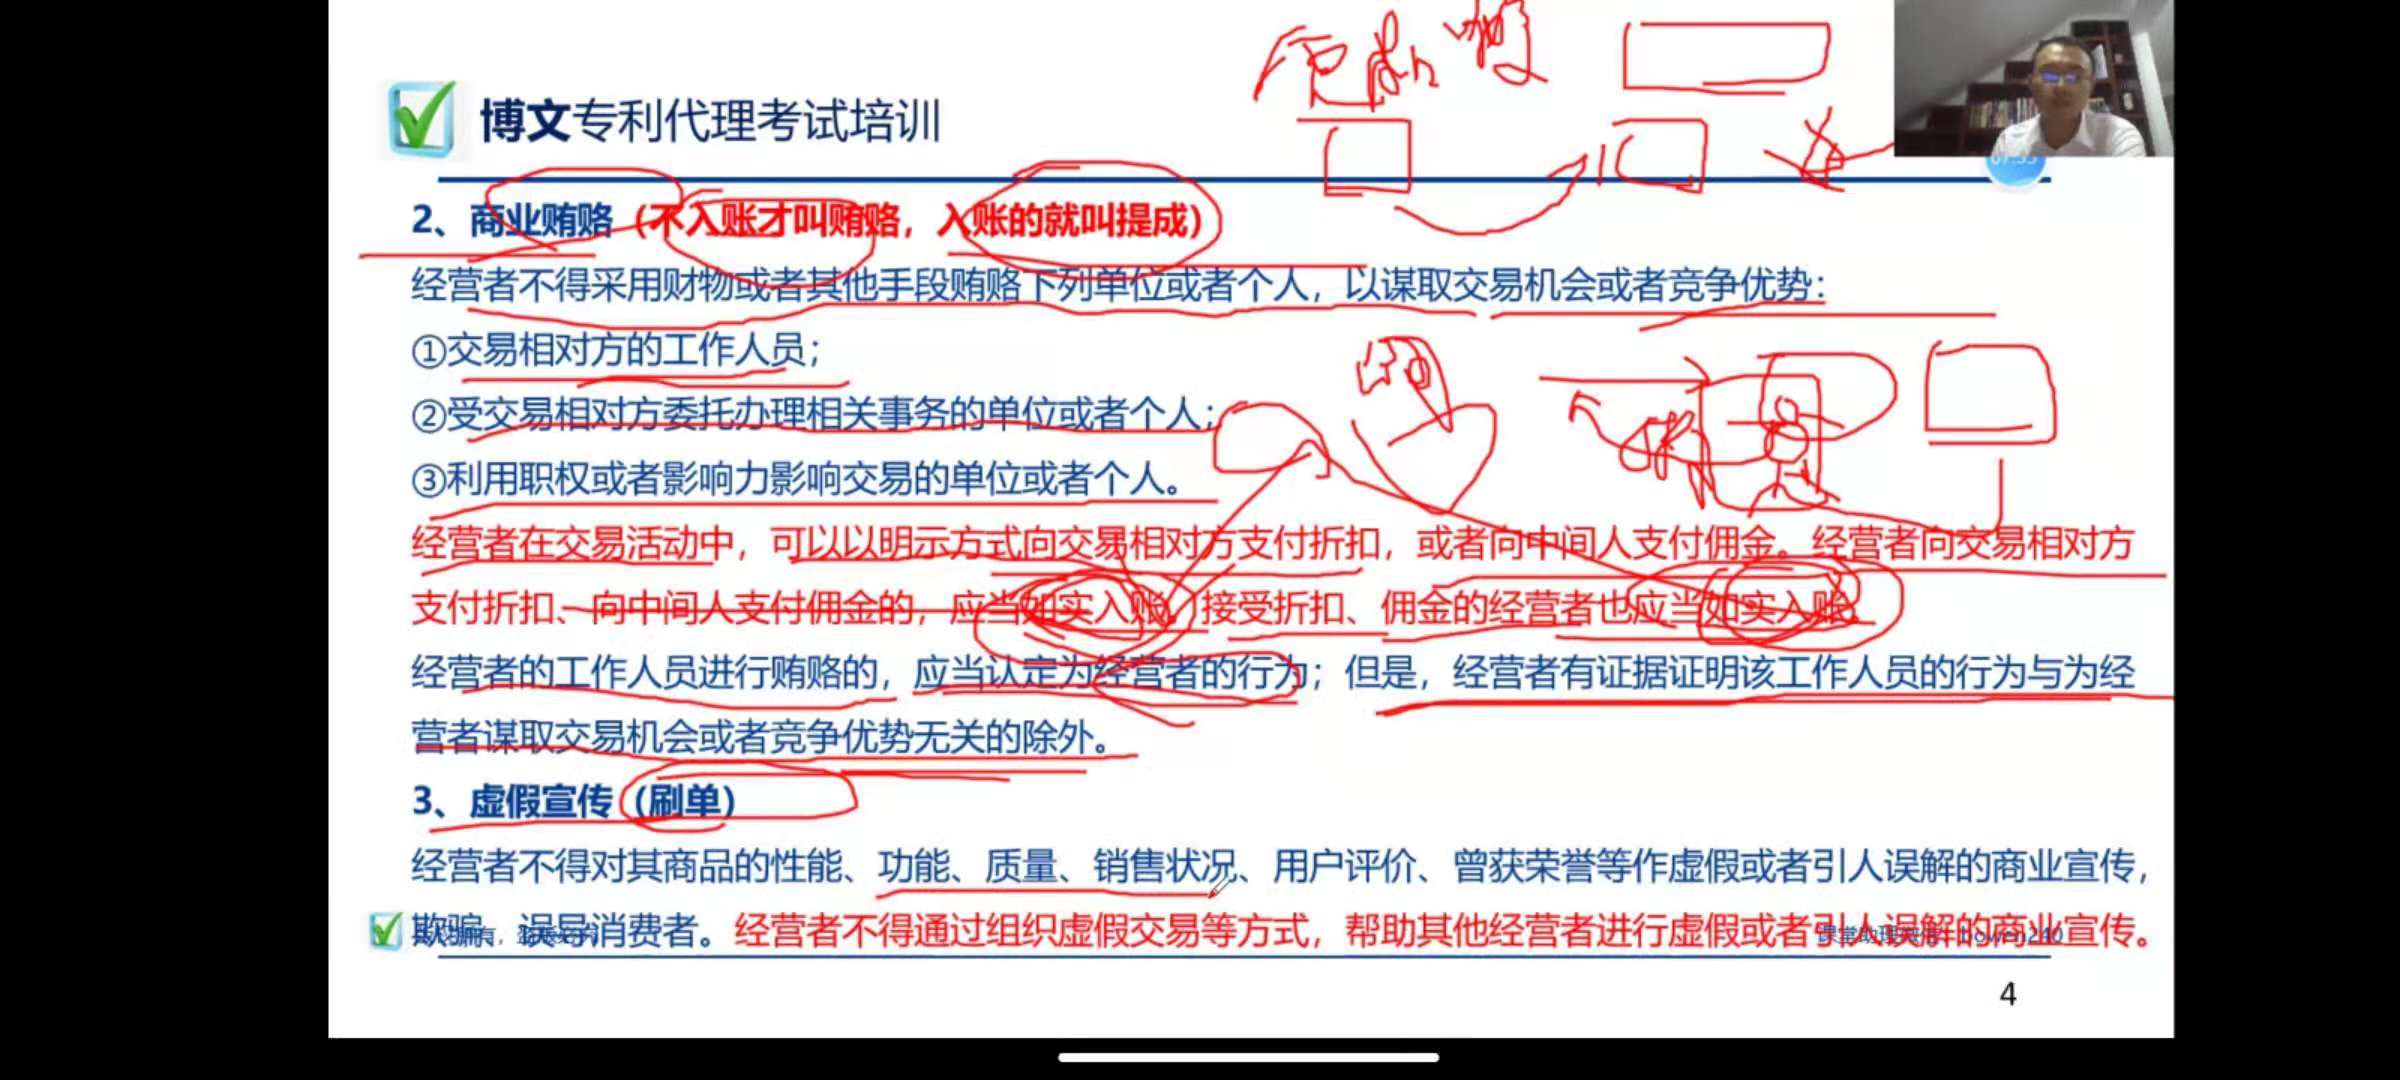 博文专利代理考试培训
2、商业贿赂（不入账才叫贿赂，入账的就叫提成）
经营者不得采用财物或者其他手段贿赂下列单位或者个人，以谋取交易机会或者竞争优势：
①交易相对方的工作人员；
②受交易相对方委托办理相关事务的单位或者个人；
③利用职权或者影响力影响交易的单位或者个人。
经营者在交易活动中，可以以明示方式向交易相对方支付折扣，或者向中间人支付佣金。经营者向交易相对方
支付折扣、向中间人支付佣金的，应当如实入账。接受折扣、佣金的经营者也应当如实入账。
经营者的工作人员进行贿赂的，应当认定为经营者的行为；但是，经营者有证据证明该工作人员的行为与为经
营者谋取交易机会或者竞争优势无关的除外。
3、虚假宣传（刷单）
经营者不得对其商品的性能、功能、质量、销售状况、用户评价、曾获荣誉等作虚假或者引人误解的商业宣传，
欺骗、误导消费者。经营者不得通过组织虚假交易等方式，帮助其他经营者进行虚假或者引人误解的商业宣传。
4